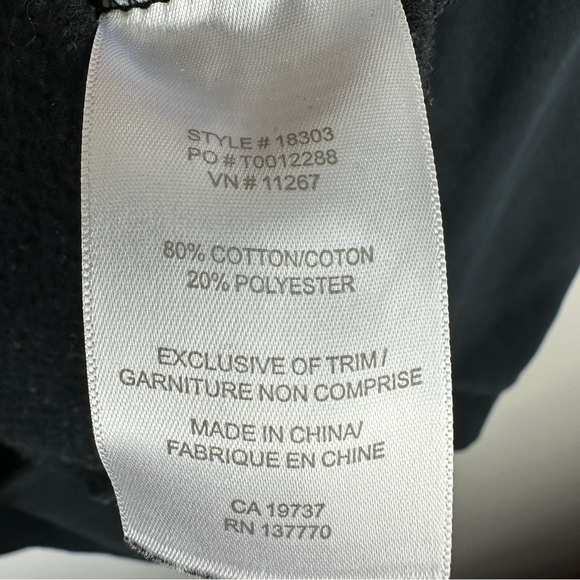 STYLE # 18303
PO # T0012288
VN # 11267
80% COTTON/COTON
20% POLYESTER
EXCLUSIVE OF TRIM /
GARNITURE NON COMPRISE
MADE IN CHINA/
FABRIQUE EN CHINE
CA 19737
RN 137770